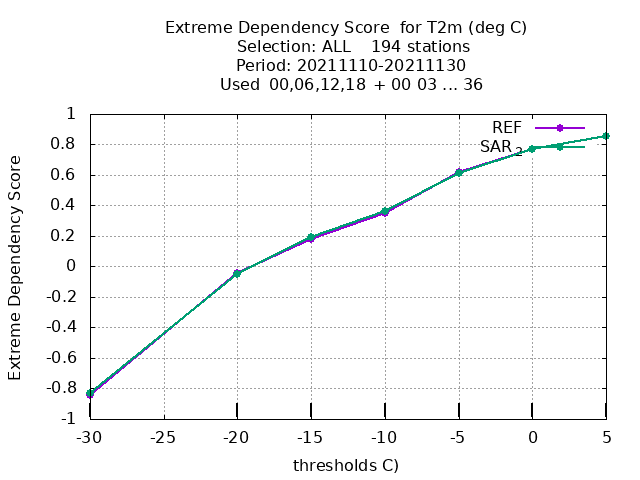 Extreme Dependency Score  for T2m (deg C)
Selection: ALL    194 stations
Period: 20211110-20211130
Used  00,06,12,18  + 00 03 ... 36
1
0.8
0.6
0.4
0.2
0
-0.2
-0.4
-0.6
-0.8
-1
Extreme Dependency Score
REF
SAR2
-30
-25
-20
-15
-10
-5
0
5
thresholds C)